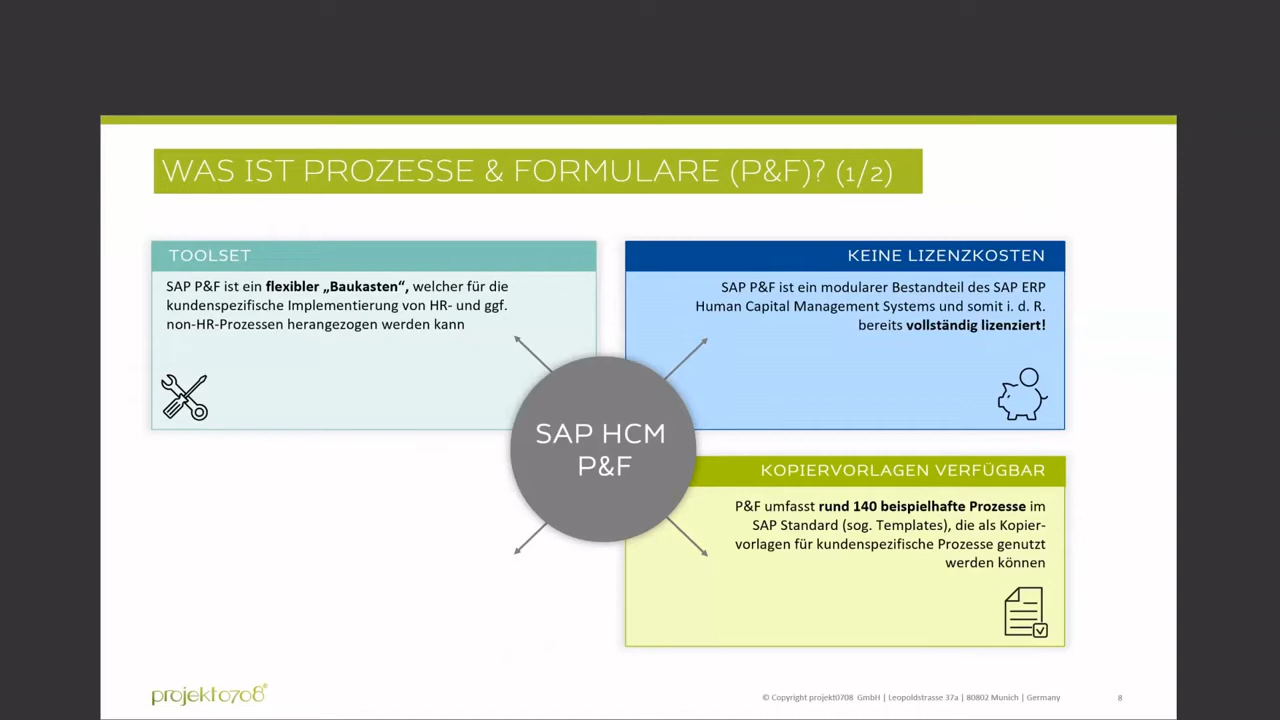 WAS IST PROZESSE & FORMULARE (P&F)? (1/2)
TOOLSET
SAP P&F ist ein flexibler „Baukasten“, welcher für die
kundenspezifische Implementierung von HR- und ggf.
non-HR-Prozessen herangezogen werden kann
KEINE LIZENZKOSTEN
SAP P&F ist ein modularer Bestandteil des SAP ERP
Human Capital Management Systems und somit i. d. R.
bereits vollständig lizenziert!
SAP HCM
P&F
KOPIERVORLAGEN VERFÜGBAR
P&F umfasst rund 140 beispielhafte Prozesse im
SAP Standard (sog. Templates), die als Kopier-
vorlagen für kundenspezifische Prozesse genutzt
werden können
projekt0708®
© Copyright projekt0708 GmbH | Leopoldstrasse 37a | 80802 Munich | Germany
8